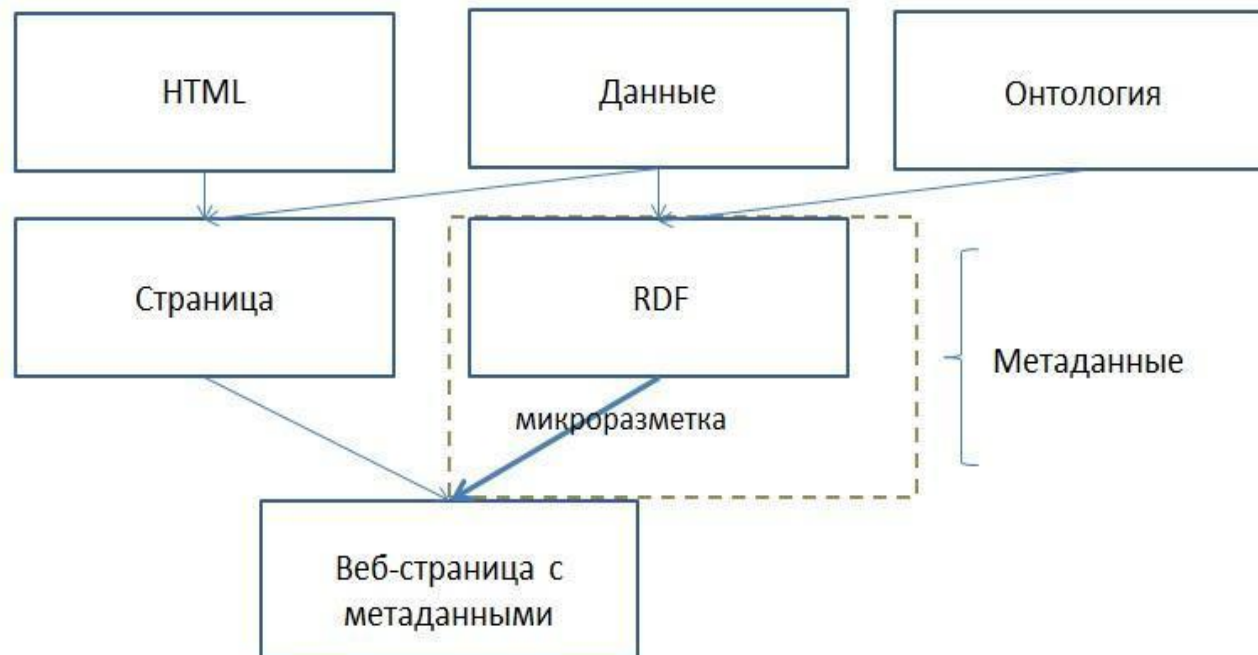 HTML
Данные
Онтология
Страница
RDF
Метаданные
микроразметка
Веб-страница с
метаданными